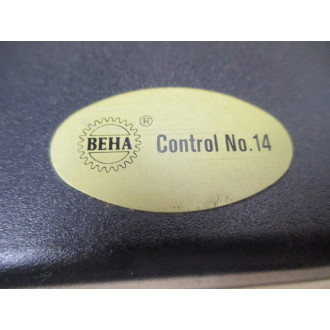 BEHA ® Control No.14